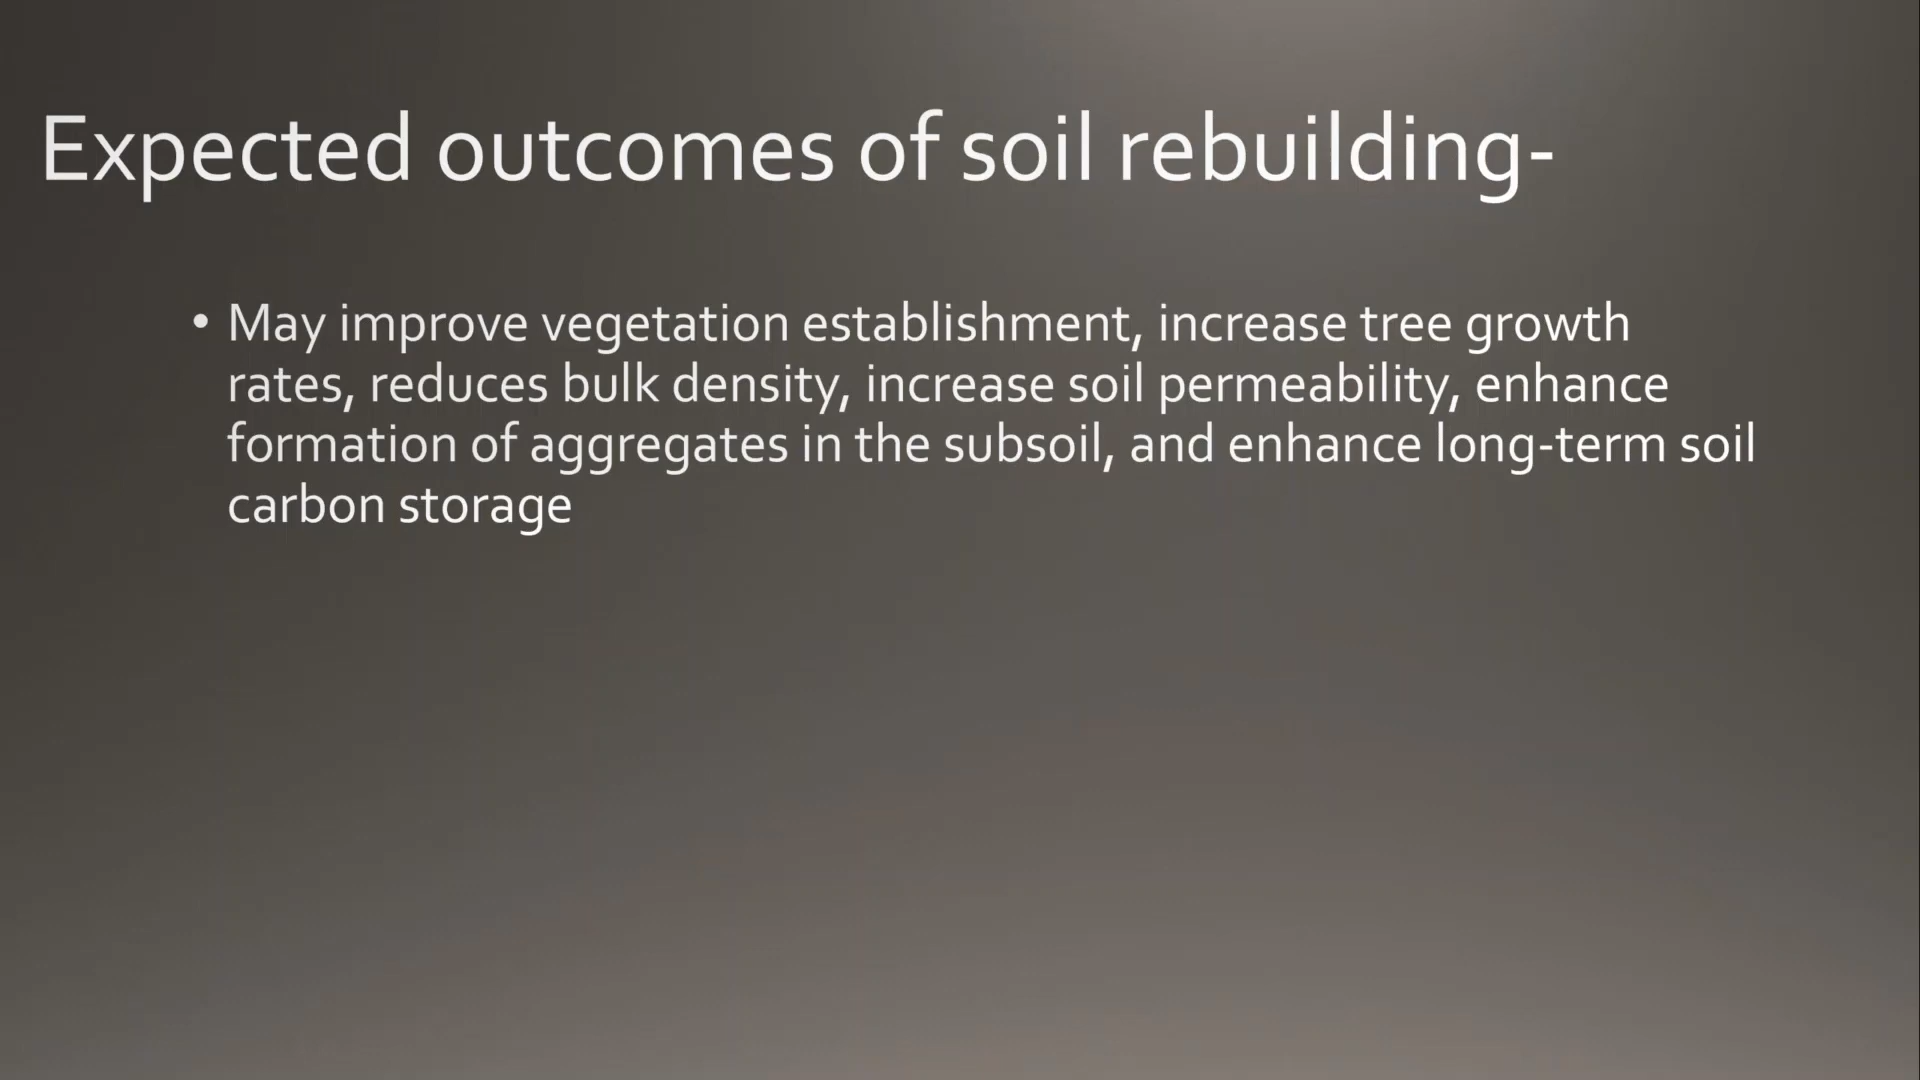 Expected outcomes of soil rebuilding-
• May improve vegetation establishment, increase tree growth
rates, reduces bulk density, increase soil permeability, enhance
formation of aggregates in the subsoil, and enhance long-term soil
carbon storage